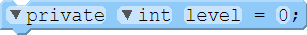 private int level = 0;